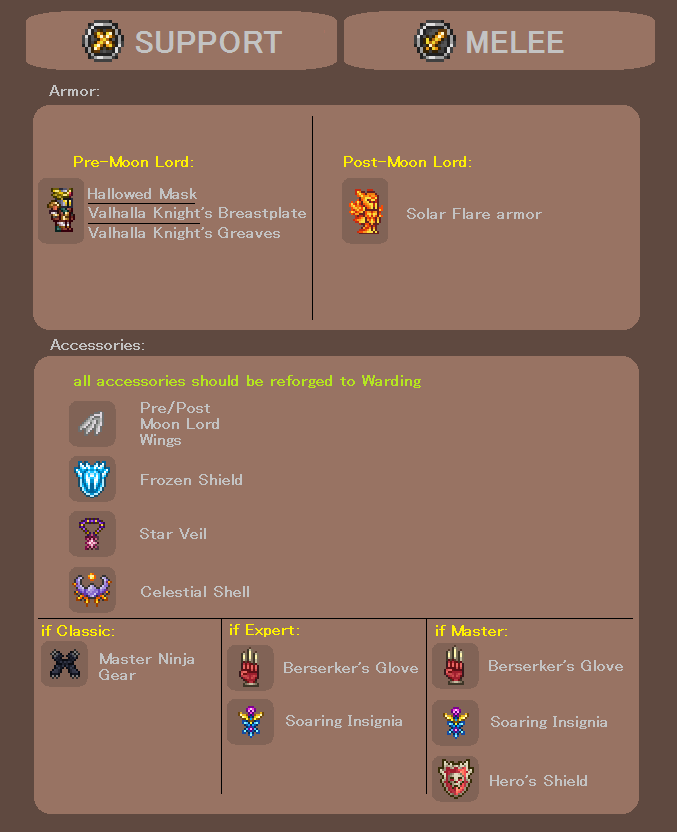 SUPPORT
MELEE
Armor:
Pre-Moon Lord:
Hallowed Mask
Valhalla Knight's Breastplate
Valhalla Knight's Greaves
Post-Moon Lord:
Solar Flare armor
Accessories:
all accessories should be reforged to Warding
Pre/Post
Moon Lord
Wings
Frozen Shield
Star Veil
Celestial Shell
if Classic:
Master Ninja
Gear
if Expert:
Berserker's Glove
Soaring Insignia
if Master:
Berserker's Glove
Soaring Insignia
Hero's Shield